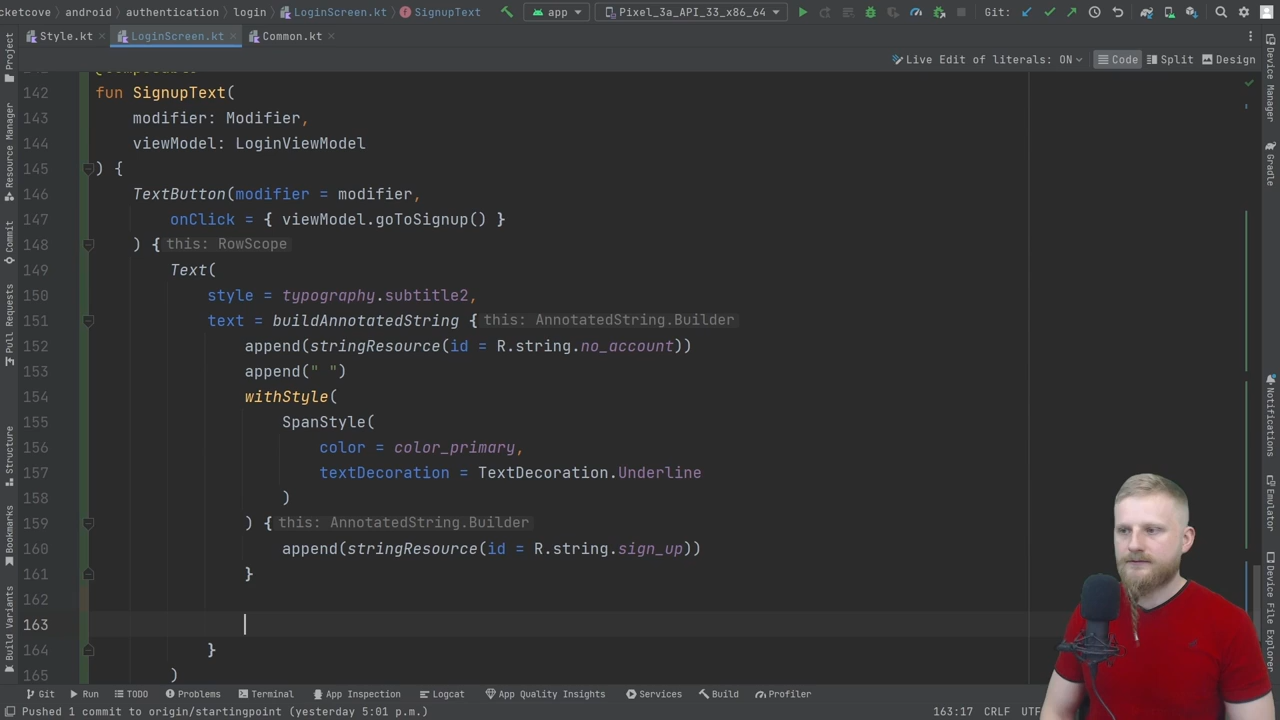 cketcove
android
authentication
login
LoginScreen.kt
SignupText
app
Pixel_3a_API_33_x86_64
Git:
Style.kt
LoginScreen.kt
Common.kt
Live Edit of literals: ON
Code
Split
Design
142 fun SignupText(
143 modifier: Modifier,
144 viewModel: LoginViewModel
145 ) {
146 TextButton(modifier = modifier,
147 onClick = { viewModel.goToSignup() }
148 ) { this: RowScope
149 Text(
150 style = typography.subtitle2,
151 text = buildAnnotatedString { this: AnnotatedString.Builder
152 append(stringResource(id = R.string.no_account))
153 append(" ")
154 withStyle(
155 SpanStyle(
156 color = color_primary,
157 textDecoration = TextDecoration.Underline
158 )
159 ) { this: AnnotatedString.Builder
160 append(stringResource(id = R.string.sign_up))
161 }
162
163
164 }
165 )
Project
Resource Manager
Commit
Pull Requests
Structure
Bookmarks
Build Variants
Device Manager
Gradle
Notifications
Emulator
Device File Explorer
Git
Run
TODO
Problems
Terminal
App Inspection
Logcat
App Quality Insights
Services
Build
Profiler
Pushed 1 commit to origin/startingpoint (yesterday 5:01 p.m.)
163:17
CRLF